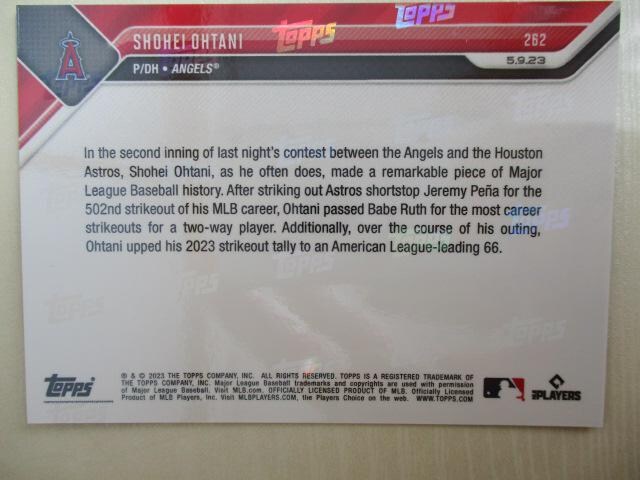 SHOHEI OHTANI
Topps
Topps
262
P/DH • ANGELS®
5.9.23
A
In the second inning of last night's contest between the Angels and the Houston
Astros, Shohei Ohtani, as he often does, made a remarkable piece of Major
League Baseball history. After striking out Astros shortstop Jeremy Peña for the
502nd strikeout of his MLB career, Ohtani passed Babe Ruth for the most career
strikeouts for a two-way player. Additionally, over the course of his outing,
Ohtani upped his 2023 strikeout tally to an American League-leading 66.
Topps
Topps
Topps
Topps
® & © 2023 THE TOPPS COMPANY, INC. ALL RIGHTS RESERVED. TOPPS IS A REGISTERED TRADEMARK OF
THE TOPPS COMPANY, INC. Major League Baseball trademarks and copyrights are used with permission
of Major League Baseball. Visit MLB.com. OFFICIALLY LICENSED PRODUCT OF MLB. Officially Licensed
Product of MLB Players, Inc. Visit MLBPLAYERS.com, the Players Choice on the web. WWW.TOPPS.COM
PLAYERS